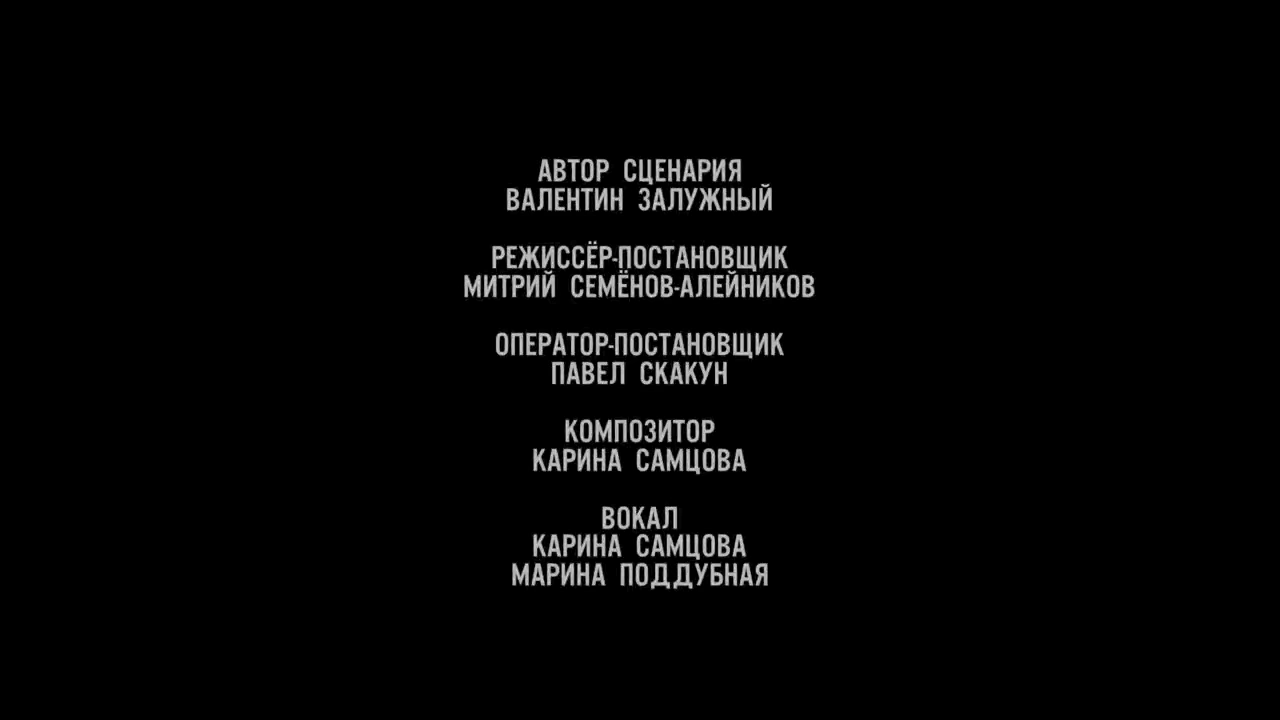 АВТОР СЦЕНАРИЯ
ВАЛЕНТИН ЗАЛУЖНЫЙ
РЕЖИССЁР-ПОСТАНОВЩИК
МИТРИЙ СЕМЁНОВ-АЛЕЙНИКОВ
ОПЕРАТОР-ПОСТАНОВЩИК
ПАВЕЛ СКАКУН
КОМПОЗИТОР
КАРИНА САМЦОВА
ВОКАЛ
КАРИНА САМЦОВА
МАРИНА ПОДДУБНАЯ